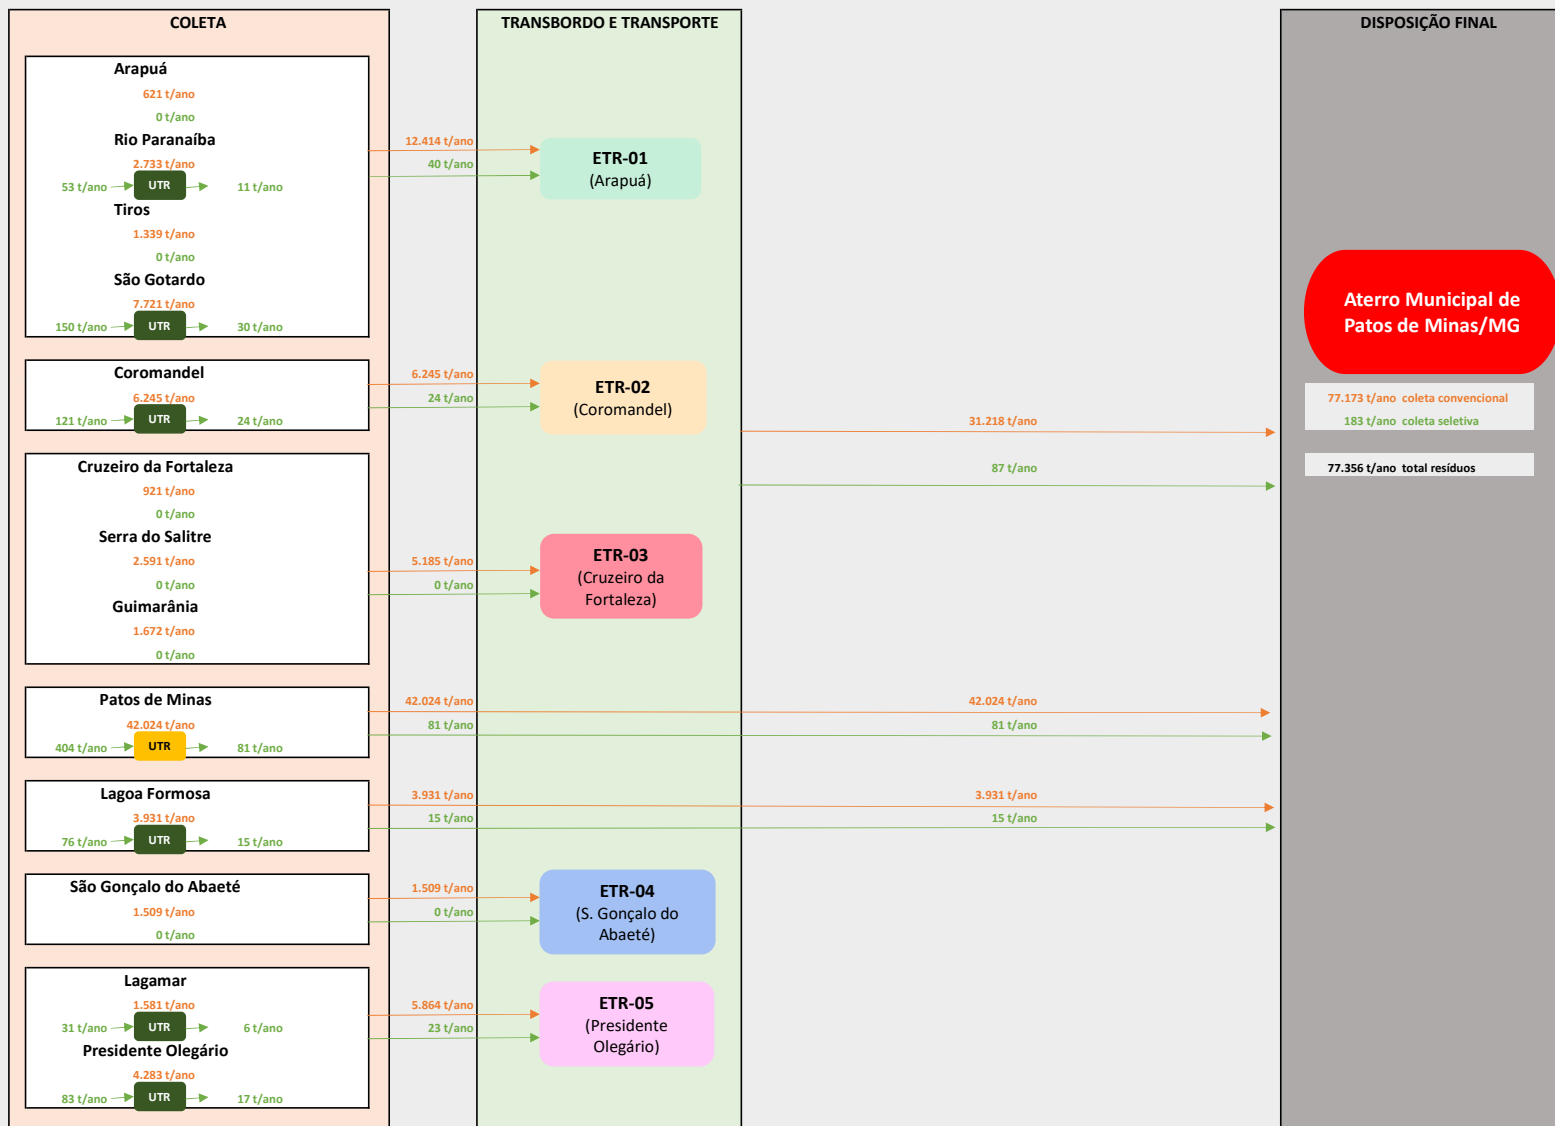 COLETA
Arapuá
621 t/ano
0 t/ano
Rio Paranaíba
2.733 t/ano
53 t/ano UTR 11 t/ano
Tiros
1.339 t/ano
0 t/ano
São Gotardo
7.721 t/ano
150 t/ano UTR 30 t/ano
Coromandel
6.245 t/ano
121 t/ano UTR 24 t/ano
Cruzeiro da Fortaleza
921 t/ano
0 t/ano
Serra do Salitre
2.591 t/ano
0 t/ano
Guimarânia
1.672 t/ano
0 t/ano
Patos de Minas
42.024 t/ano
404 t/ano UTR 81 t/ano
Lagoa Formosa
3.931 t/ano
76 t/ano UTR 15 t/ano
São Gonçalo do Abaeté
1.509 t/ano
0 t/ano
Lagamar
1.581 t/ano
31 t/ano UTR 6 t/ano
Presidente Olegário
4.283 t/ano
83 t/ano UTR 17 t/ano
12.414 t/ano
40 t/ano
6.245 t/ano
24 t/ano
5.185 t/ano
0 t/ano
42.024 t/ano
81 t/ano
3.931 t/ano
15 t/ano
1.509 t/ano
0 t/ano
5.864 t/ano
23 t/ano
TRANSBORDO E TRANSPORTE
ETR-01
(Arapuá)
ETR-02
(Coromandel)
ETR-03
(Cruzeiro da
Fortaleza)
ETR-04
(S. Gonçalo do
Abaeté)
ETR-05
(Presidente
Olegário)
31.218 t/ano
87 t/ano
42.024 t/ano
81 t/ano
3.931 t/ano
15 t/ano
DISPOSIÇÃO FINAL
Aterro Municipal de
Patos de Minas/MG
77.173 t/ano coleta convencional
183 t/ano coleta seletiva
77.356 t/ano total resíduos